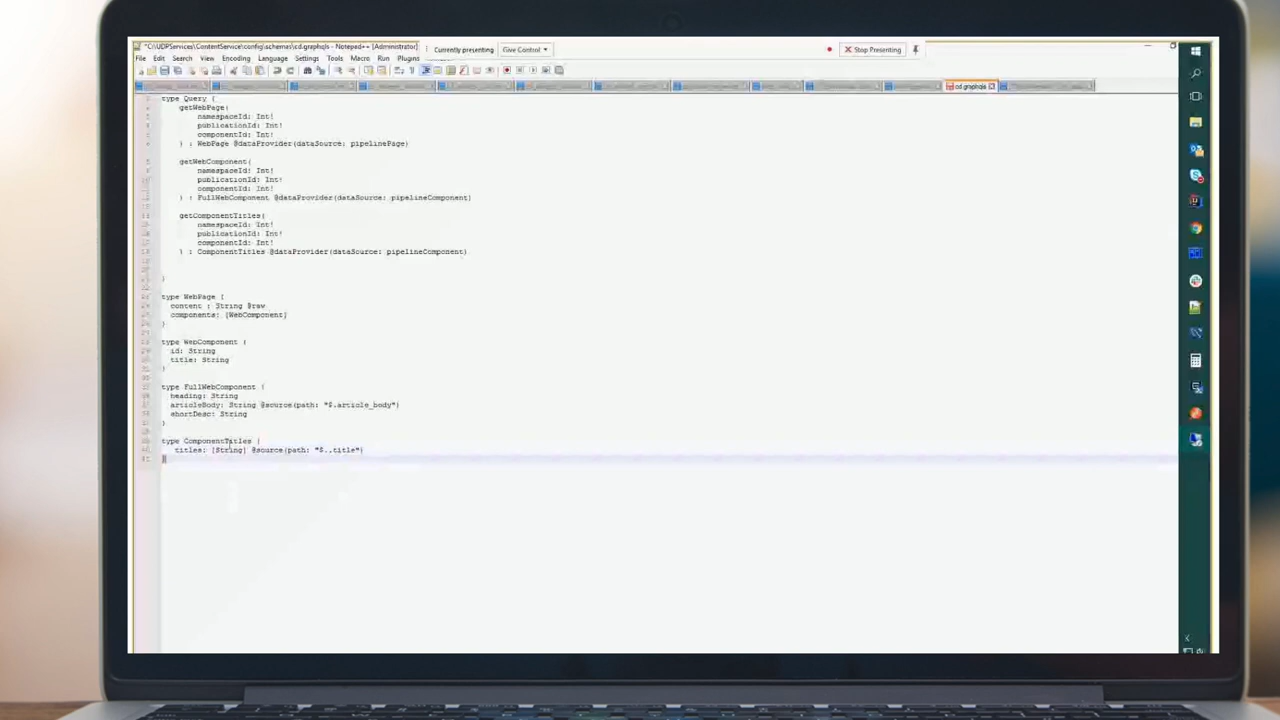 *C:\UDPServices\ContentService\config\schemas\cd.graphqls - Notepad++ [Administrator]
Currently presenting
Give Control
Stop Presenting
File Edit Search View Encoding Language Settings Tools Macro Run Plugins
cd.graphqls
type Query {
getWebPage(
namespaceId: Int!
publicationId: Int!
componentId: Int!
) : WebPage @dataProvider(dataSource: pipelinePage)
getWebComponent(
namespaceId: Int!
publicationId: Int!
componentId: Int!
) : FullWebComponent @dataProvider(dataSource: pipelineComponent)
getComponentTitles(
namespaceId: Int!
publicationId: Int!
componentId: Int!
) : ComponentTitles @dataProvider(dataSource: pipelineComponent)
}
type WebPage {
content : String @raw
components: [WebComponent]
}
type WebComponent {
id: String
title: String
}
type FullWebComponent {
heading: String
articleBody: String @source(path: "$.article_body")
shortDesc: String
}
type ComponentTitles {
titles: [String] @source(path: "$..title")
}